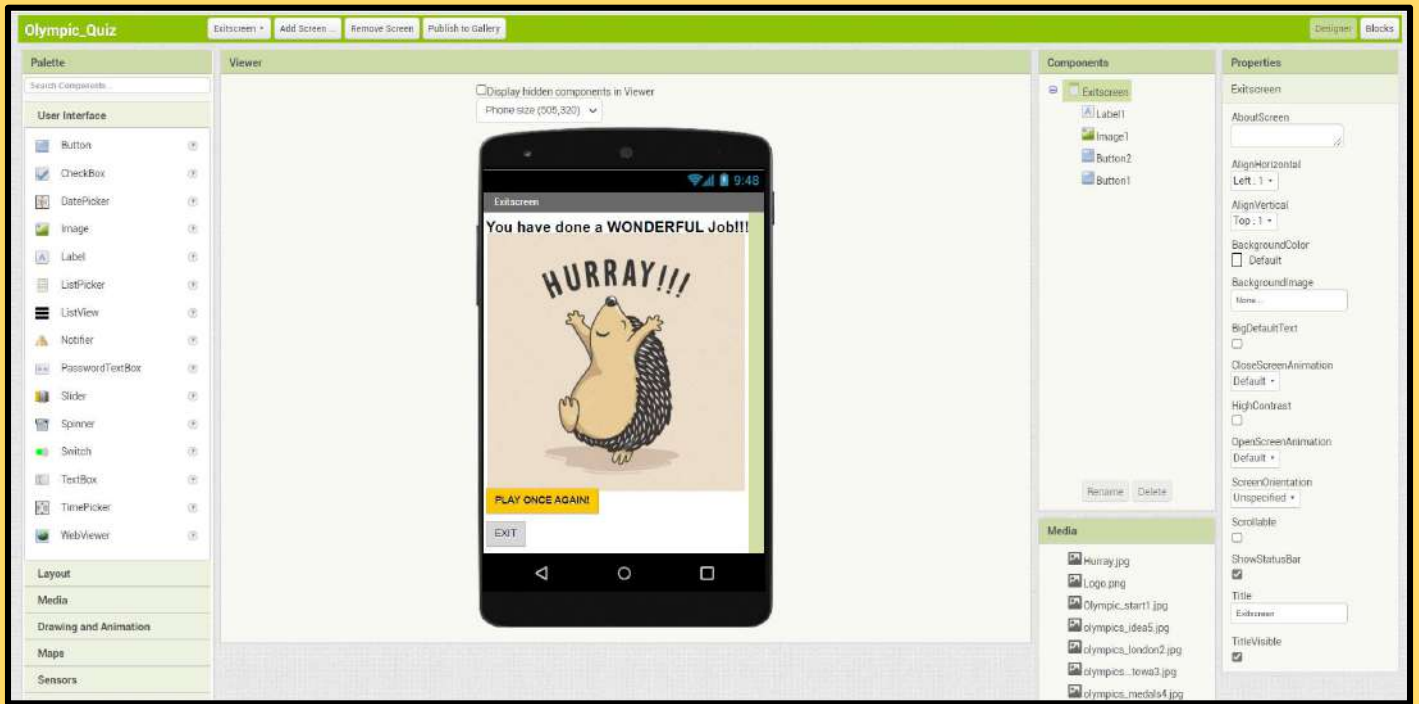 Olympic_Quiz
Exitscreen
Add Screen ...
Remove Screen
Publish to Gallery
Designer
Blocks
Palette
Search Components...
User Interface
Button
CheckBox
DatePicker
Image
Label
ListPicker
ListView
Notifier
PasswordTextBox
Slider
Spinner
Switch
TextBox
TimePicker
WebViewer
Layout
Media
Drawing and Animation
Maps
Sensors
Viewer
Display hidden components in Viewer
Phone size (505,320)
9:48
Exitscreen
You have done a WONDERFUL Job!!!
HURRAY!!!
PLAY ONCE AGAIN!
EXIT
Components
Exitscreen
Label1
Image1
Button2
Button1
Rename Delete
Media
Hurray.jpg
Logo.png
Olympic_start1.jpg
olympics_idea5.jpg
olympics_london2.jpg
olympics...towa3.jpg
olympics_medals4.jpg
Properties
Exitscreen
AboutScreen
AlignHorizontal
Left : 1
AlignVertical
Top : 1
BackgroundColor
Default
BackgroundImage
None...
BigDefaultText
CloseScreenAnimation
Default
HighContrast
OpenScreenAnimation
Default
ScreenOrientation
Unspecified
Scrollable
ShowStatusBar
Title
Exitscreen
TitleVisible